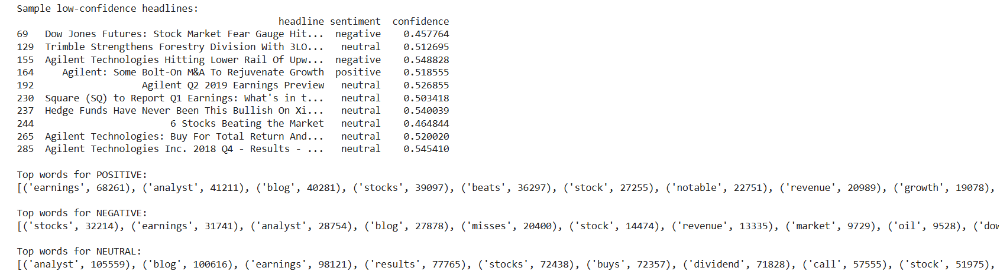 Sample low-confidence headlines:
headline sentiment confidence
69 Dow Jones Futures: Stock Market Fear Gauge Hit... negative 0.457764
129 Trimble Strengthens Forestry Division With 3LO... neutral 0.512695
155 Agilent Technologies Hitting Lower Rail Of Upw... negative 0.548828
164 Agilent: Some Bolt-On M&A To Rejuvenate Growth positive 0.518555
192 Agilent Q2 2019 Earnings Preview neutral 0.526855
230 Square (SQ) to Report Q1 Earnings: What's in t... neutral 0.503418
237 Hedge Funds Have Never Been This Bullish On Xi... neutral 0.540039
244 6 Stocks Beating the Market neutral 0.464844
265 Agilent Technologies: Buy For Total Return And... neutral 0.520020
285 Agilent Technologies Inc. 2018 Q4 - Results - ... neutral 0.545410
Top words for POSITIVE:
[('earnings', 68261), ('analyst', 41211), ('blog', 40281), ('stocks', 39097), ('beats', 36297), ('stock', 27255), ('notable', 22751), ('revenue', 20989), ('growth', 19078),
Top words for NEGATIVE:
[('stocks', 32214), ('earnings', 31741), ('analyst', 28754), ('blog', 27878), ('misses', 20400), ('stock', 14474), ('revenue', 13335), ('market', 9729), ('oil', 9528),
Top words for NEUTRAL:
[('analyst', 105559), ('blog', 100616), ('earnings', 98121), ('results', 77765), ('stocks', 72438), ('buys', 72357), ('dividend', 71828), ('call', 57555), ('stock', 51975),